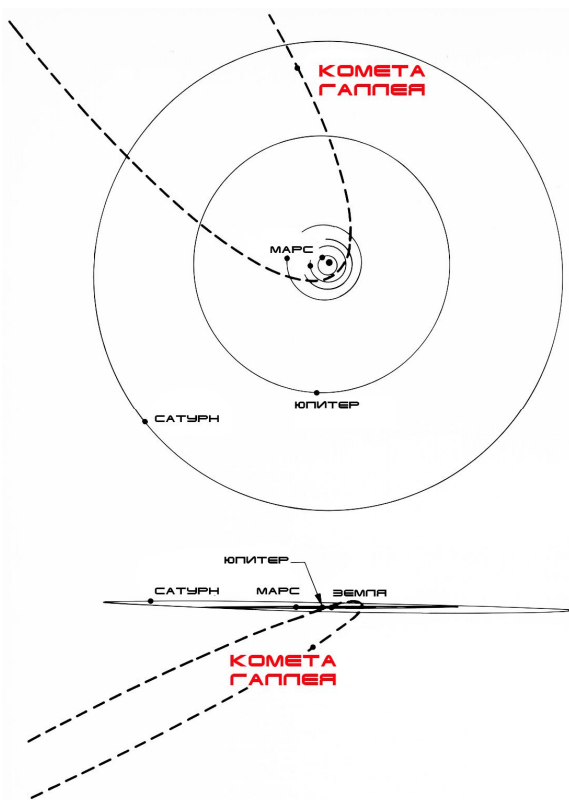 КОМЕТА
ГАЛЛЕЯ
МАРС
ЮПИТЕР
САТУРН
ЮПИТЕР
САТУРН
МАРС
ЗЕМЛЯ
КОМЕТА
ГАЛЛЕЯ